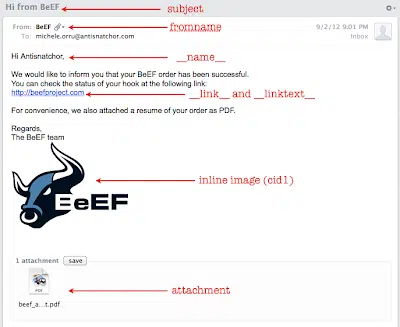 Hi from BeEF
subject
From: BeEF
fromname
9/2/12 9:01 PM
To: michele.orru@antisnatchor.com
Inbox
Hi Antisnatchor,
__name__
We would like to inform you that your BeEF order has been successful.
You can check the status of your hook at the following link:
http://beefproject.com
__link__ and __linktext__
For convenience, we also attached a resume of your order as PDF.
Regards,
The BeEF team
BeEF
inline image (cid1)
1 attachment save
PDF
attachment
beef_a...t.pdf